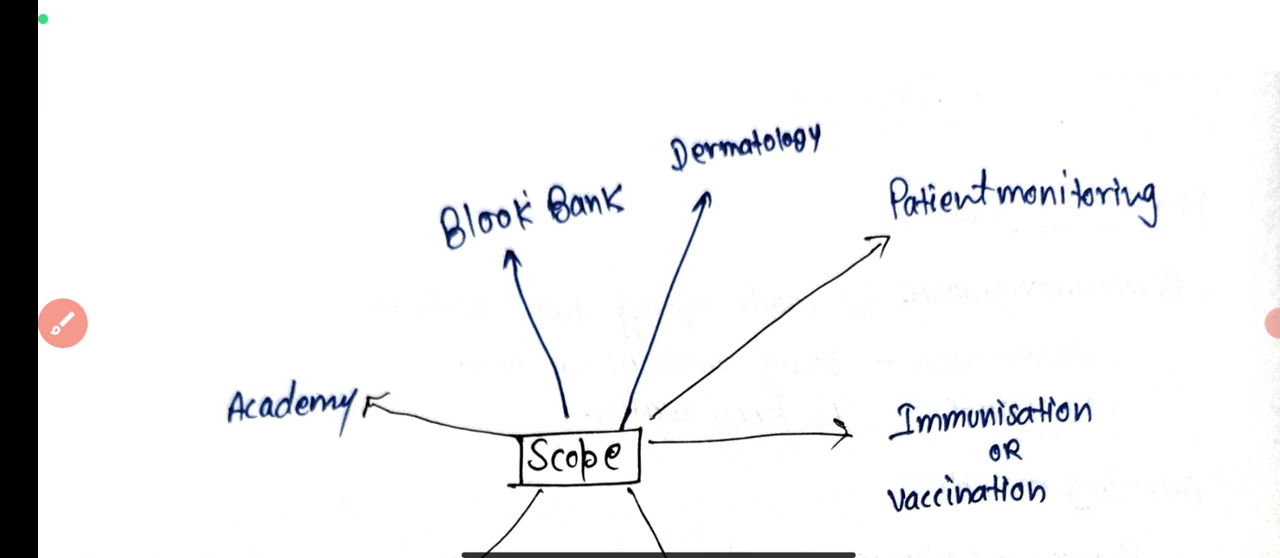 Dermatology
Blook Bank
Patient monitoring
Academy
Immunisation
OR
Vaccination
Scope